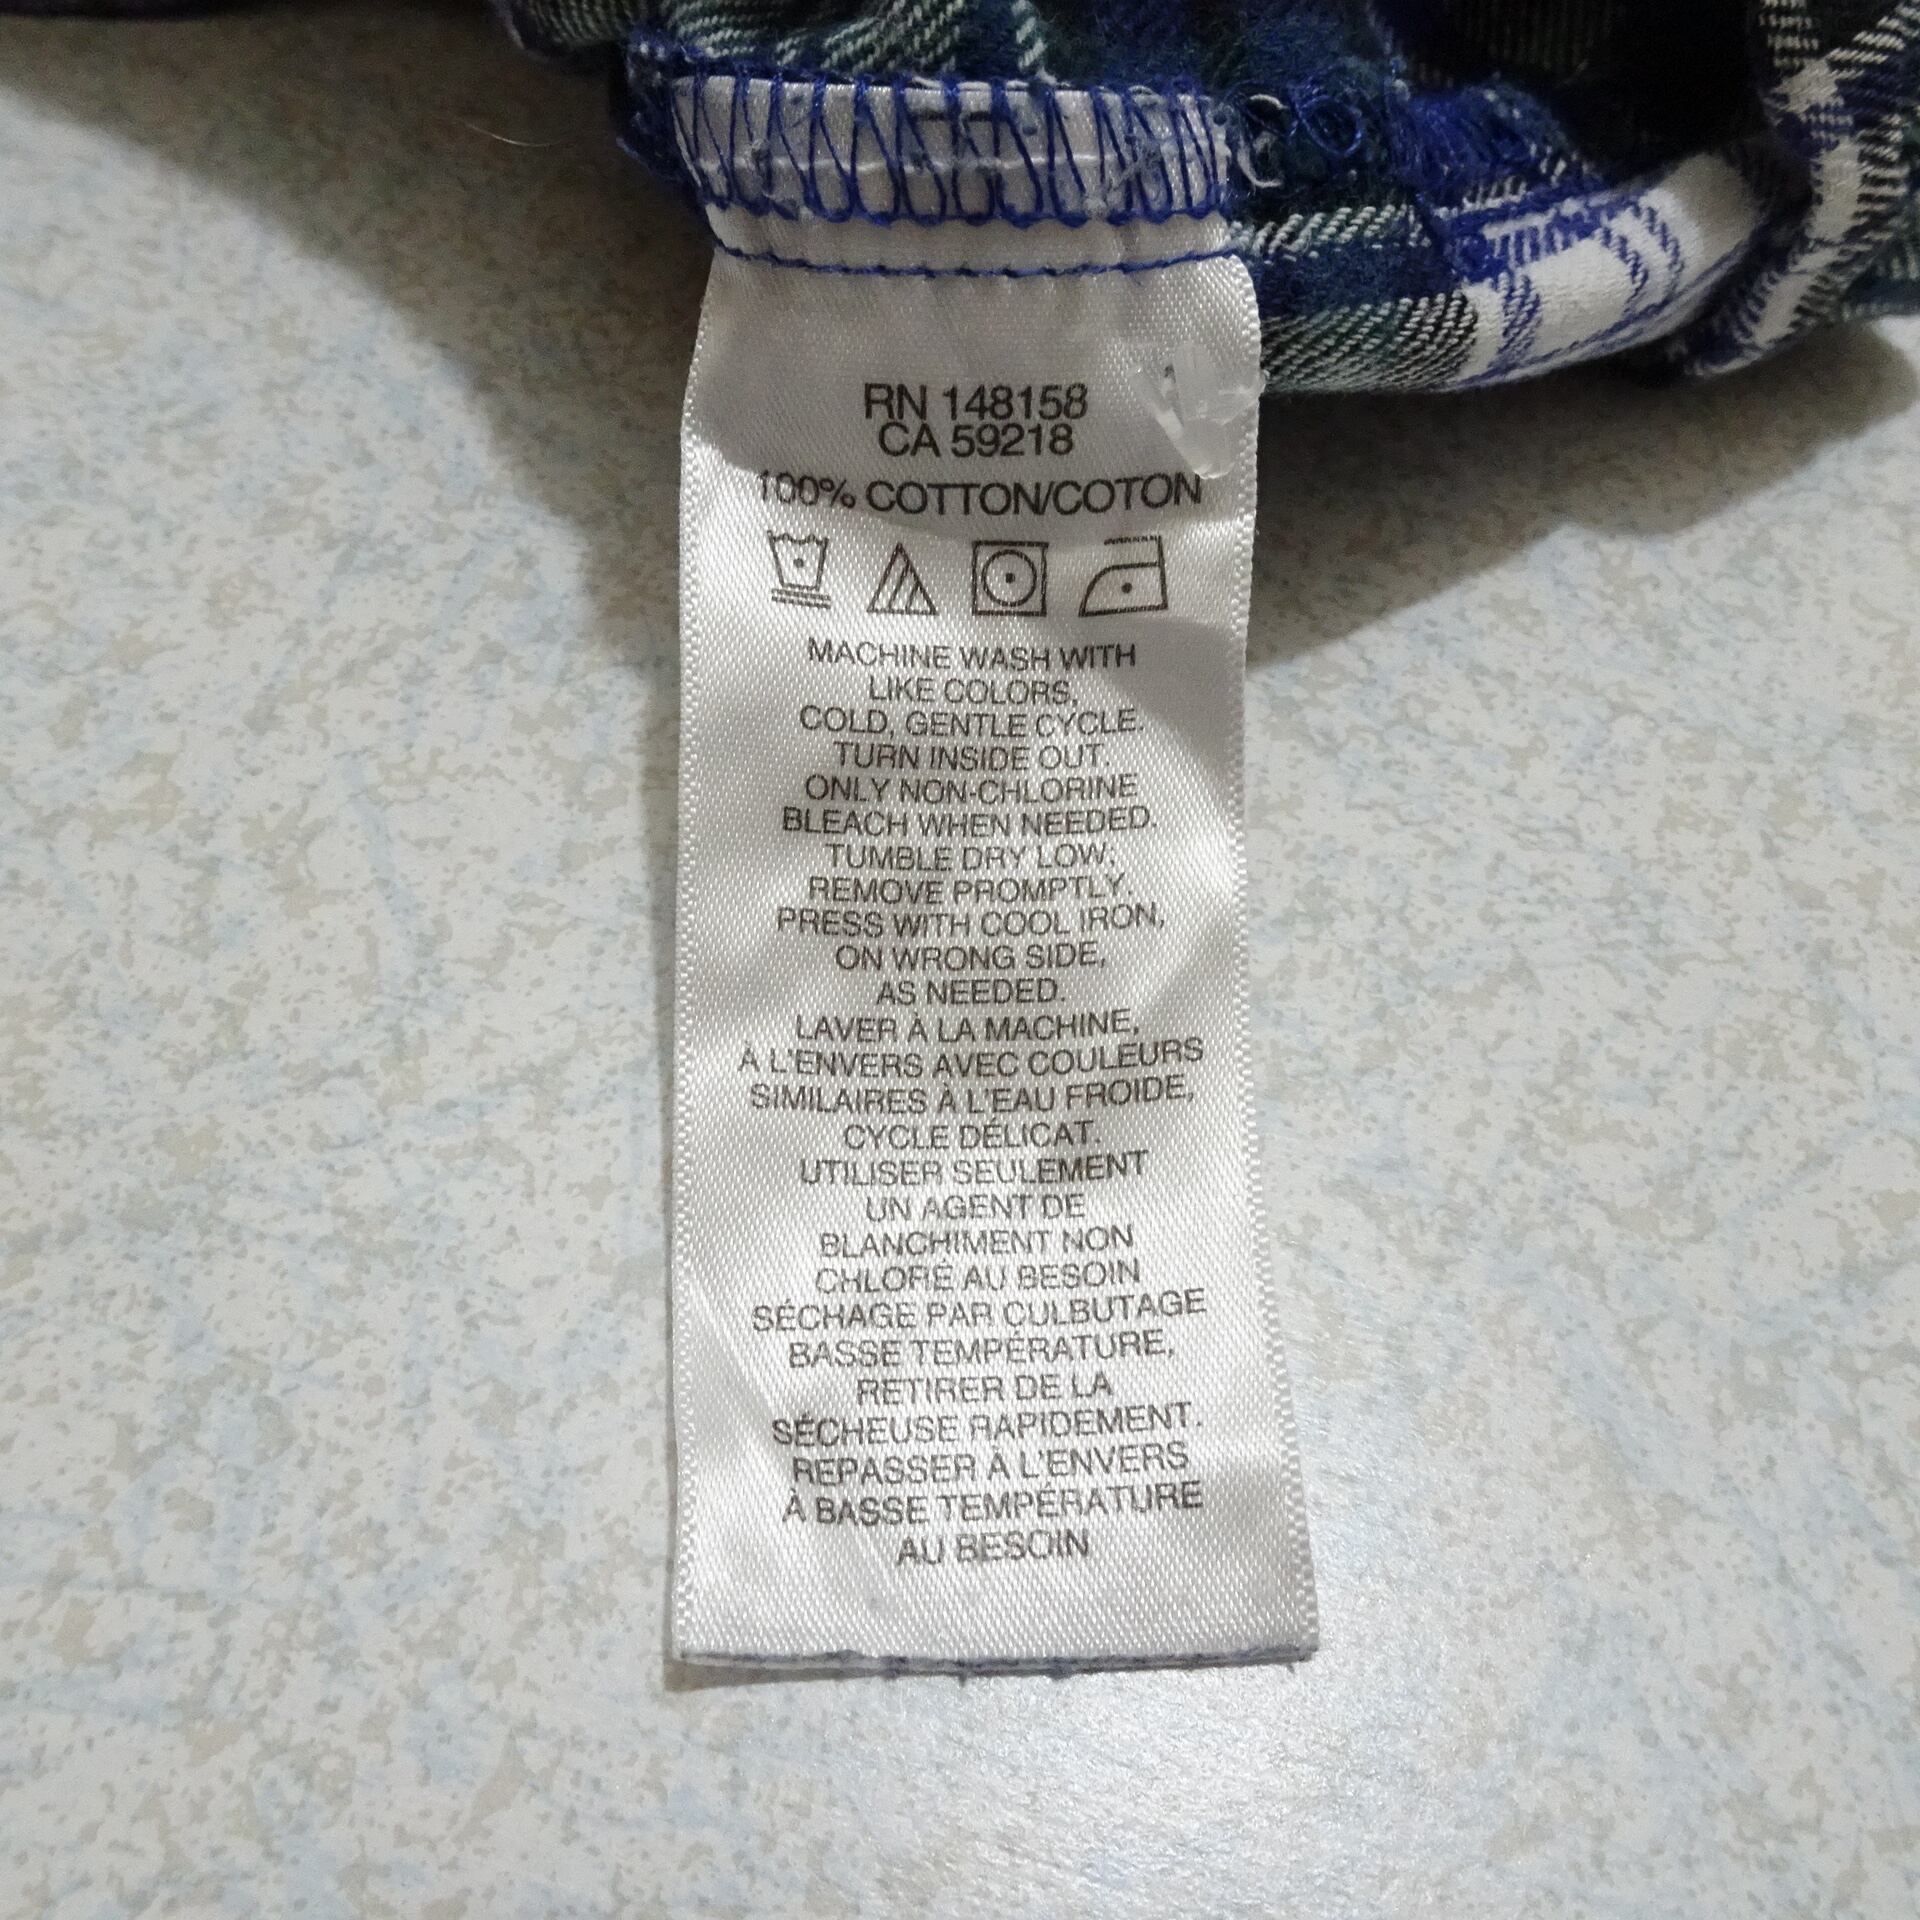 RN 148158
CA 59218
100% COTTON/COTON
MACHINE WASH WITH
LIKE COLORS,
COLD, GENTLE CYCLE.
TURN INSIDE OUT.
ONLY NON-CHLORINE
BLEACH WHEN NEEDED.
TUMBLE DRY LOW.
REMOVE PROMPTLY.
PRESS WITH COOL IRON,
ON WRONG SIDE,
AS NEEDED.
LAVER À LA MACHINE,
À L'ENVERS AVEC COULEURS
SIMILAIRES À L'EAU FROIDE,
CYCLE DÉLICAT.
UTILISER SEULEMENT
UN AGENT DE
BLANCHIMENT NON
CHLORÉ AU BESOIN
SÉCHAGE PAR CULBUTAGE
BASSE TEMPÉRATURE,
RETIRER DE LA
SÉCHEUSE RAPIDEMENT.
REPASSER À L'ENVERS
À BASSE TEMPÉRATURE
AU BESOIN